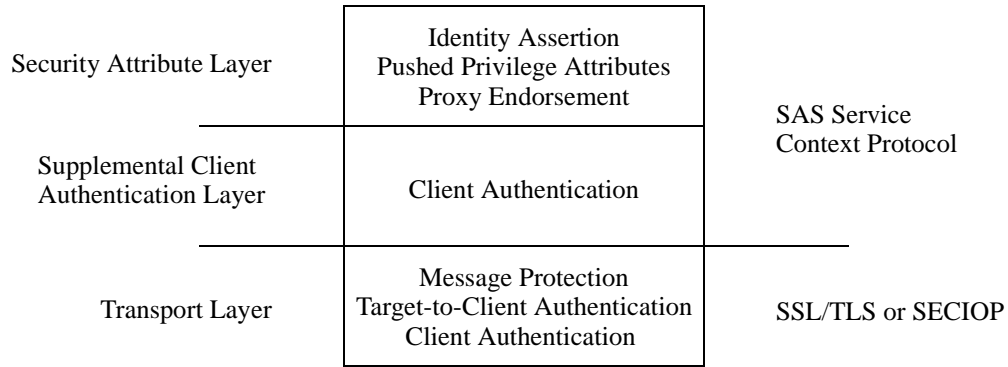 Security Attribute Layer
Identity Assertion
Pushed Privilege Attributes
Proxy Endorsement
SAS Service
Context Protocol
Supplemental Client
Authentication Layer
Client Authentication
Transport Layer
Message Protection
Target-to-Client Authentication
Client Authentication
SSL/TLS or SECIOP